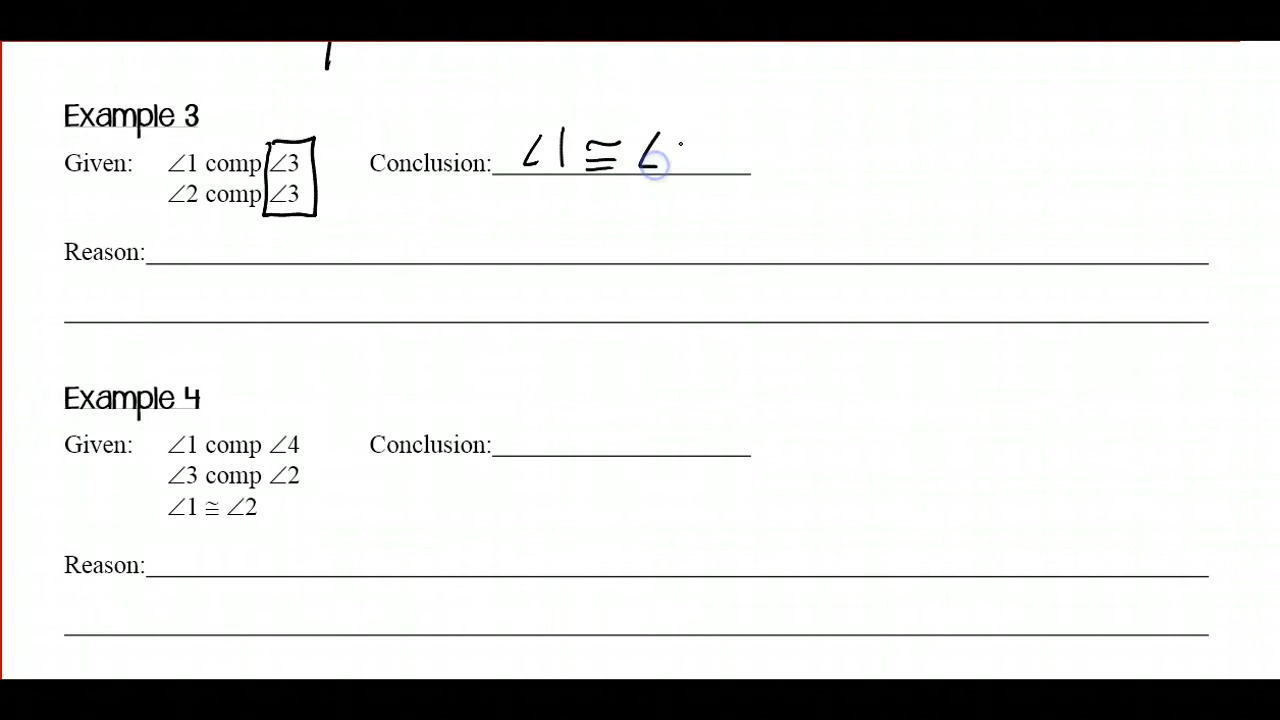 Example 3
Given: ∠1 comp ∠3 Conclusion: ∠1 ≅ ∠
∠2 comp ∠3
Reason:
Example 4
Given: ∠1 comp ∠4 Conclusion:
∠3 comp ∠2
∠1 ≅ ∠2
Reason: